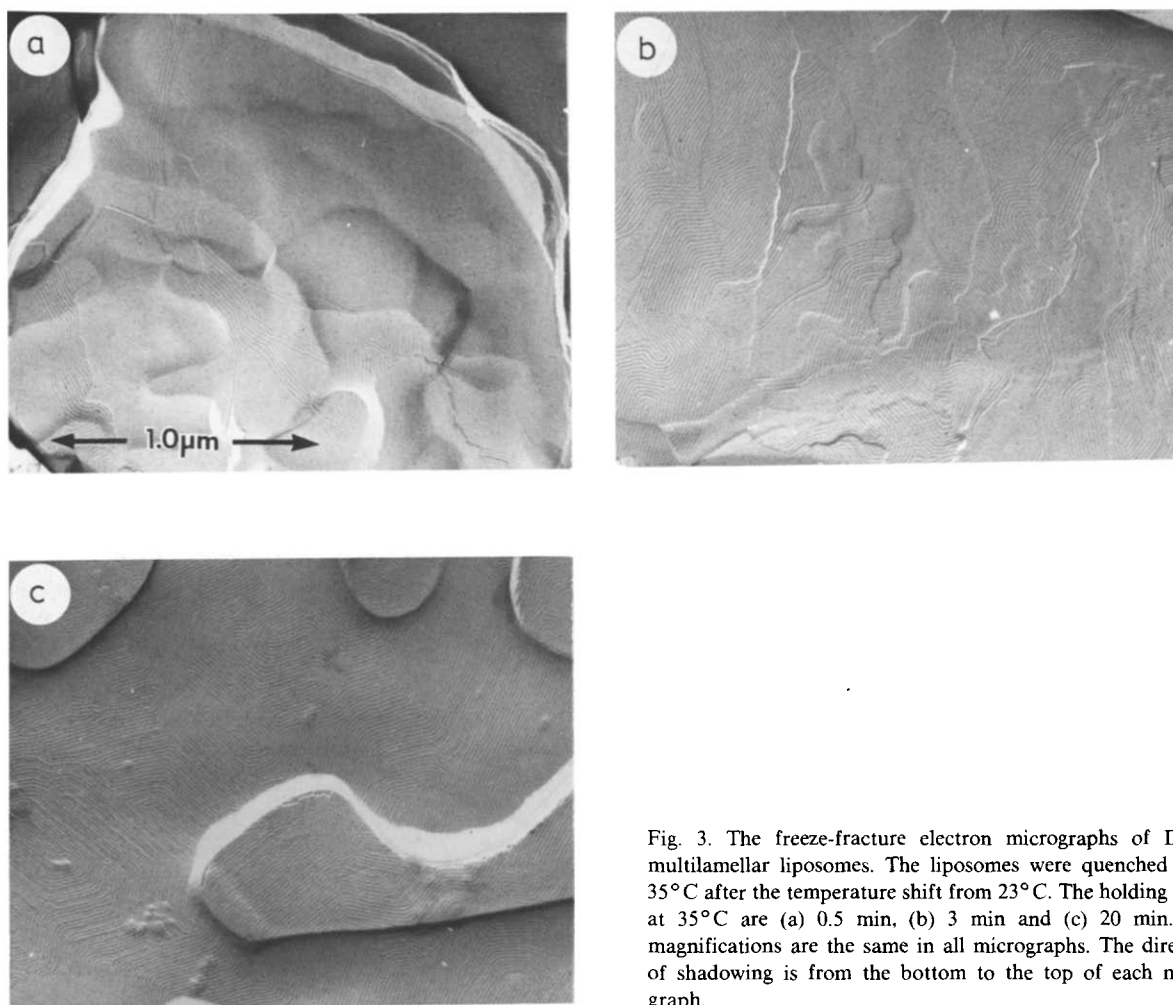 a
b
1.0μm
c
Fig. 3. The freeze-fracture electron micrographs of
multilamellar liposomes. The liposomes were quenched
35°C after the temperature shift from 23°C. The holding
at 35°C are (a) 0.5 min, (b) 3 min and (c) 20 min.
magnifications are the same in all micrographs. The
of shadowing is from the bottom to the top of each
graph.